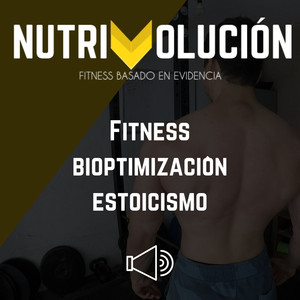 NUTRIVOLUCIÓN
FITNESS BASADO EN EVIDENCIA
FITNESS
BIOPTIMIZACIÓN
ESTOICISMO